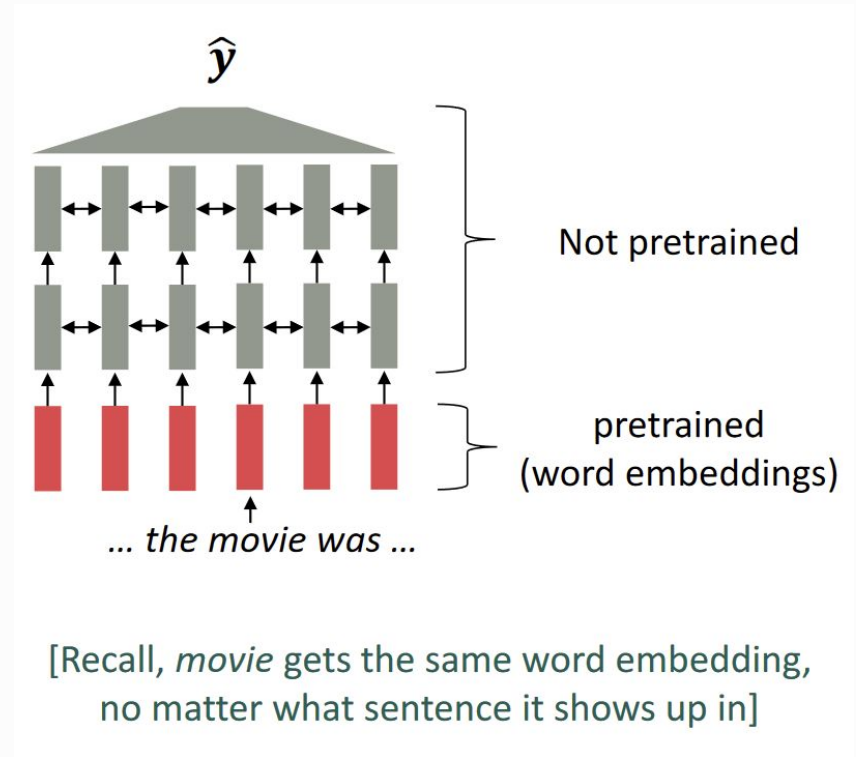 ŷ
Not pretrained
pretrained
(word embeddings)
… the movie was …
[Recall, movie gets the same word embedding,
no matter what sentence it shows up in]